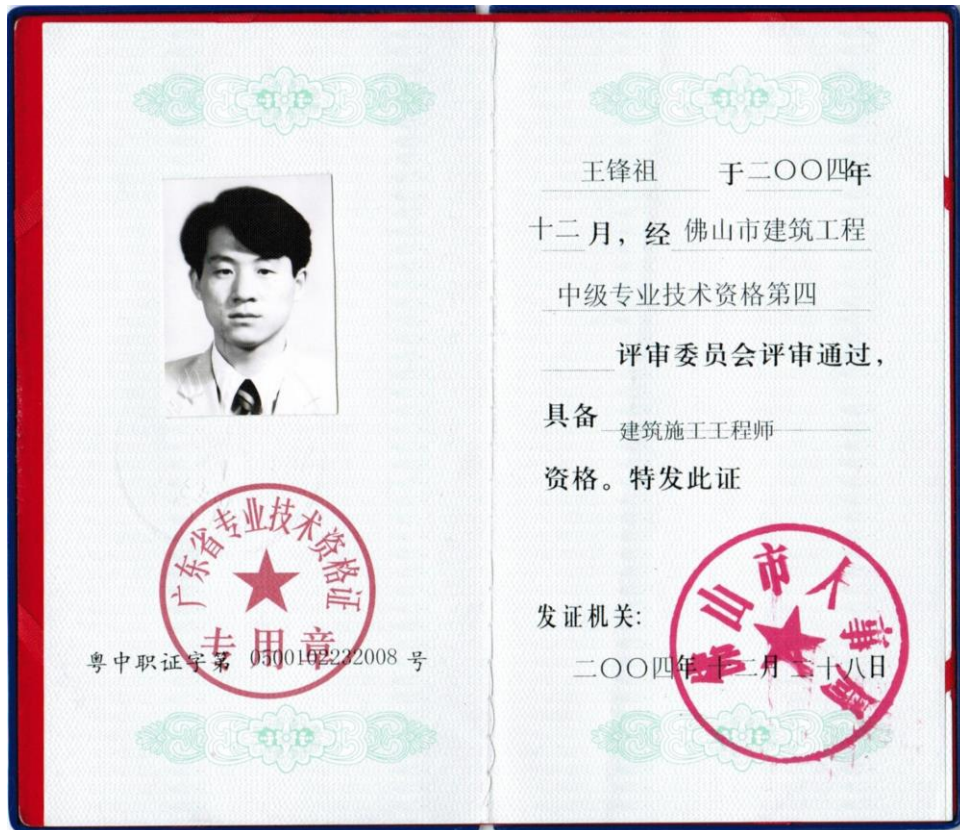 广东省专业技术资格证
专用章
粤中职证字第 0500102232008 号
王锋祖 于二〇〇四年
十二月，经 佛山市建筑工程
中级专业技术资格第四
评审委员会评审通过，
具备 建筑施工工程师
资格。特发此证
佛山市人事局
发证机关：
二〇〇四年 十二月 二十八日